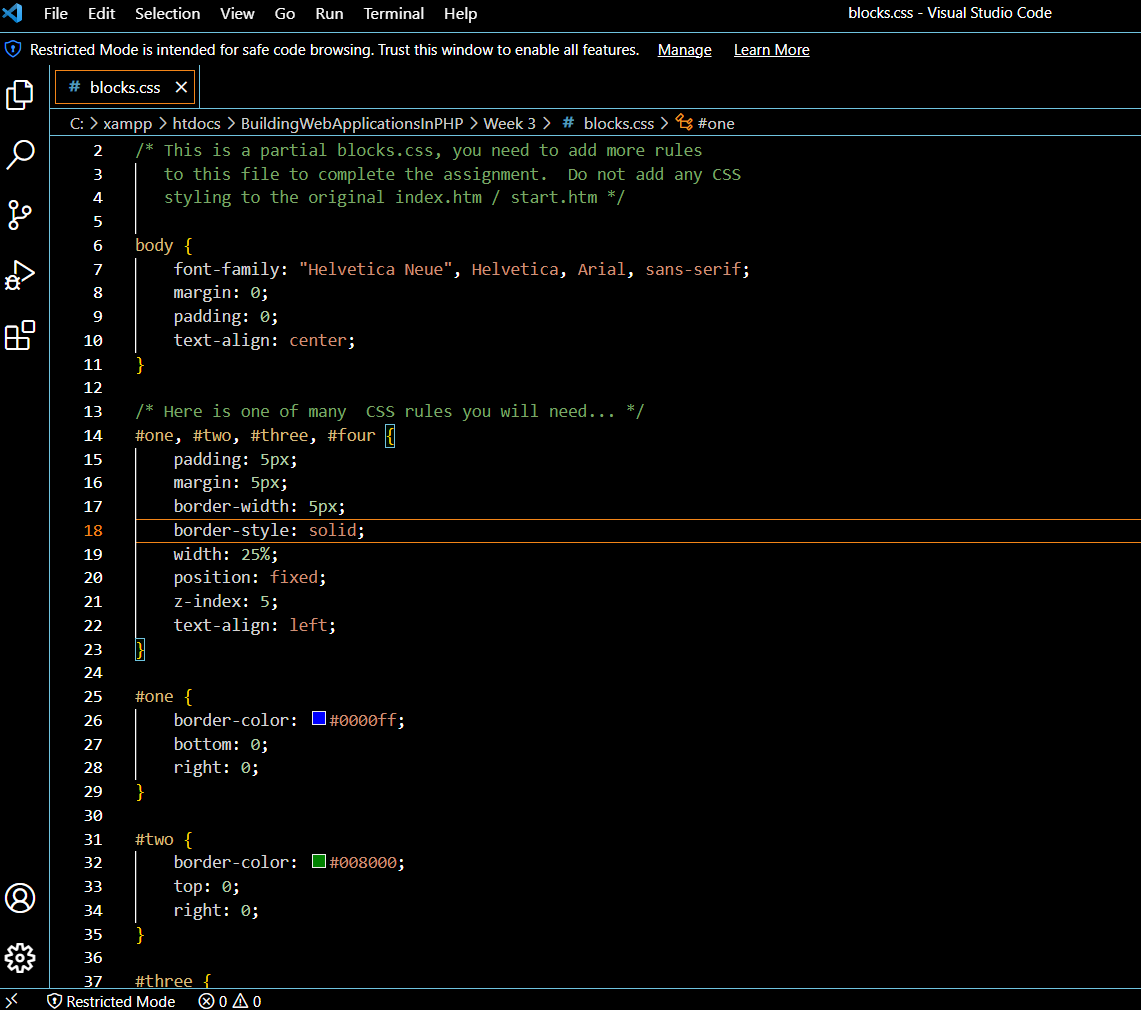 File Edit Selection View Go Run Terminal Help blocks.css - Visual Studio Code
Restricted Mode is intended for safe code browsing. Trust this window to enable all features. Manage Learn More
# blocks.css ×
C: > xampp > htdocs > BuildingWebApplicationsInPHP > Week 3 > # blocks.css > #one
2 /* This is a partial blocks.css, you need to add more rules
3 to this file to complete the assignment.  Do not add any CSS
4 styling to the original index.htm / start.htm */
5
6 body {
7 font-family: "Helvetica Neue", Helvetica, Arial, sans-serif;
8 margin: 0;
9 padding: 0;
10 text-align: center;
11 }
12
13 /* Here is one of many  CSS rules you will need... */
14 #one, #two, #three, #four {
15 padding: 5px;
16 margin: 5px;
17 border-width: 5px;
18 border-style: solid;
19 width: 25%;
20 position: fixed;
21 z-index: 5;
22 text-align: left;
23 }
24
25 #one {
26 border-color: #0000ff;
27 bottom: 0;
28 right: 0;
29 }
30
31 #two {
32 border-color: #008000;
33 top: 0;
34 right: 0;
35 }
36
37 #three {
Restricted Mode 0 0